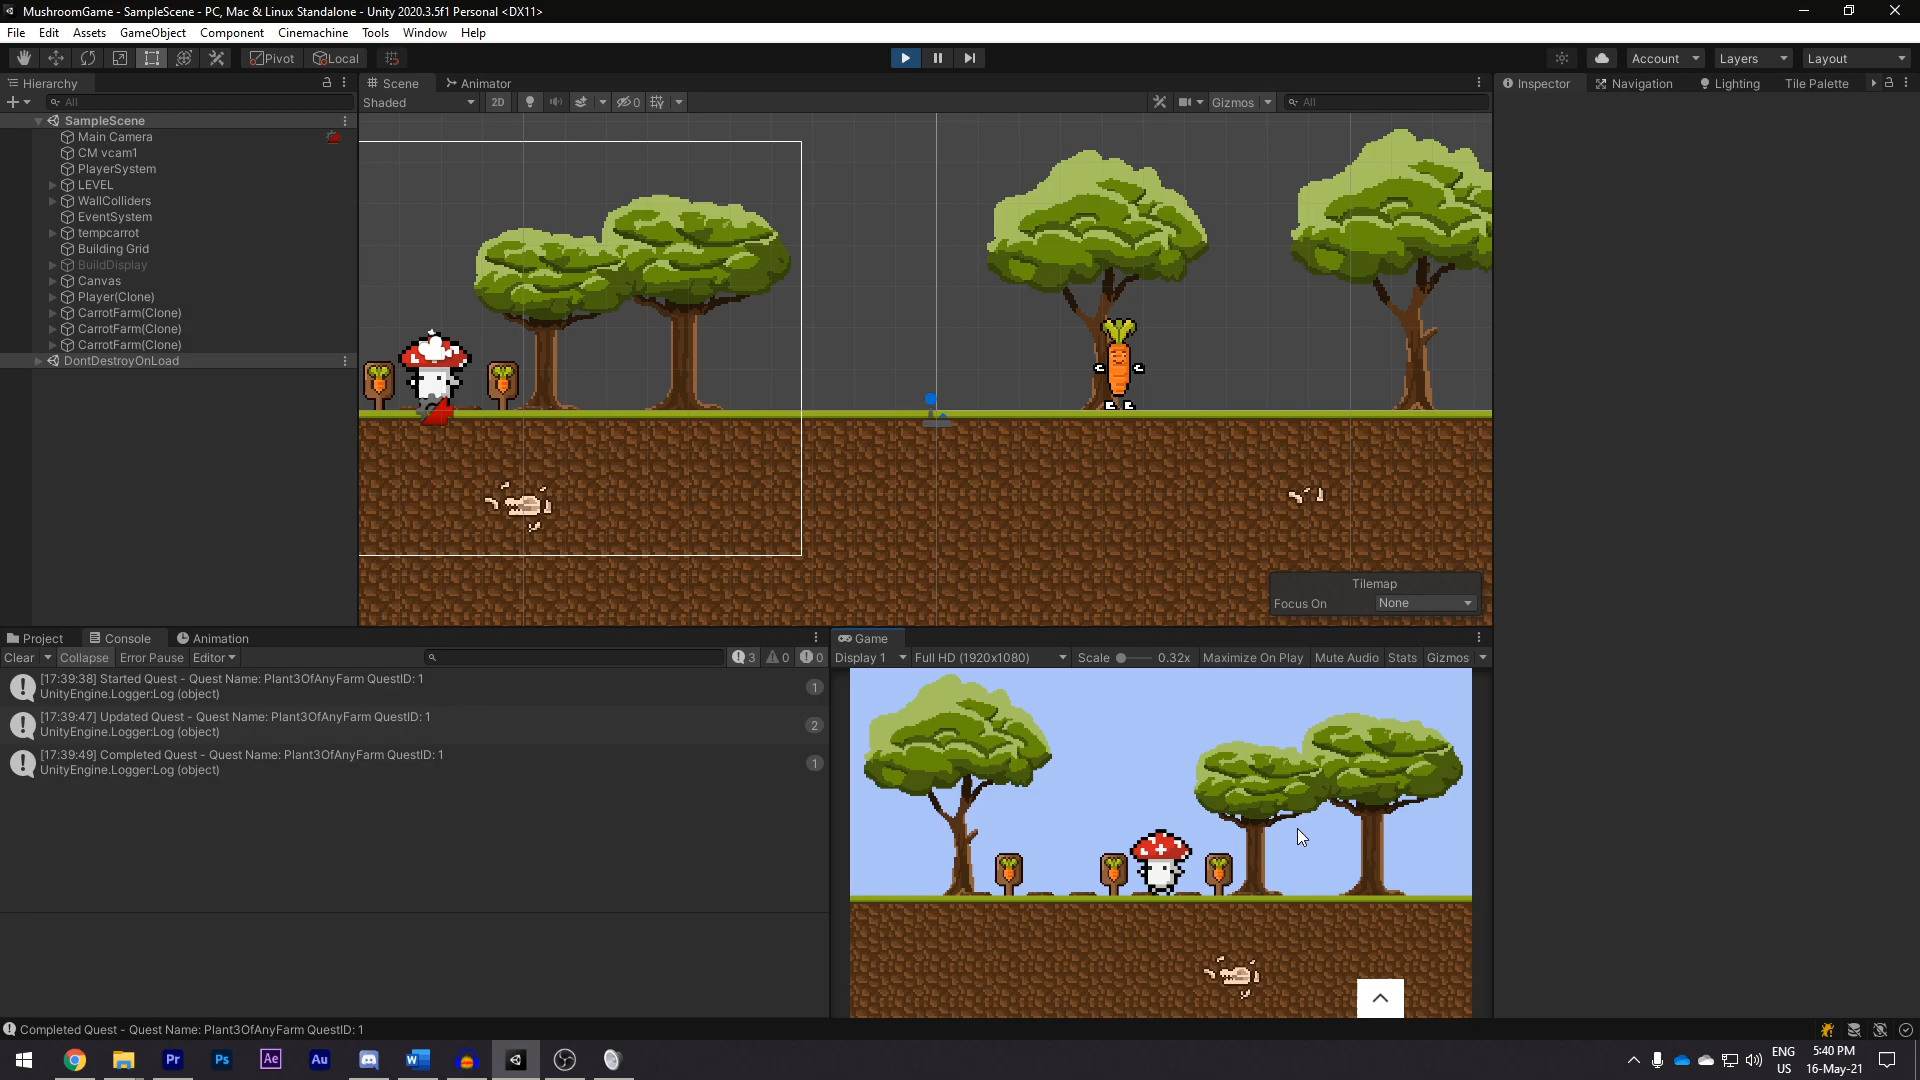 MushroomGame - SampleScene - PC, Mac & Linux Standalone - Unity 2020.3.5f1 Personal <DX11>
File Edit Assets GameObject Component Cinemachine Tools Window Help
Pivot Local Account Layers Layout
Hierarchy Scene Animator Inspector Navigation Lighting Tile Palette
All Shaded 2D 0 Gizmos All
SampleScene
Main Camera
CM vcam1
PlayerSystem
LEVEL
WallColliders
EventSystem
tempcarrot
Building Grid
BuildDisplay
Canvas
Player(Clone)
CarrotFarm(Clone)
CarrotFarm(Clone)
CarrotFarm(Clone)
DontDestroyOnLoad
Tilemap
Focus On None
Project Console Animation
Clear Collapse Error Pause Editor 3 0 0
[17:39:38] Started Quest - Quest Name: Plant3OfAnyFarm QuestID: 1
UnityEngine.Logger:Log (object)
1
[17:39:47] Updated Quest - Quest Name: Plant3OfAnyFarm QuestID: 1
UnityEngine.Logger:Log (object)
2
[17:39:49] Completed Quest - Quest Name: Plant3OfAnyFarm QuestID: 1
UnityEngine.Logger:Log (object)
1
Game
Display 1 Full HD (1920x1080) Scale 0.32x Maximize On Play Mute Audio Stats Gizmos
Completed Quest - Quest Name: Plant3OfAnyFarm QuestID: 1
Pr Ps Ae Au
ENG
US
5:40 PM
16-May-21